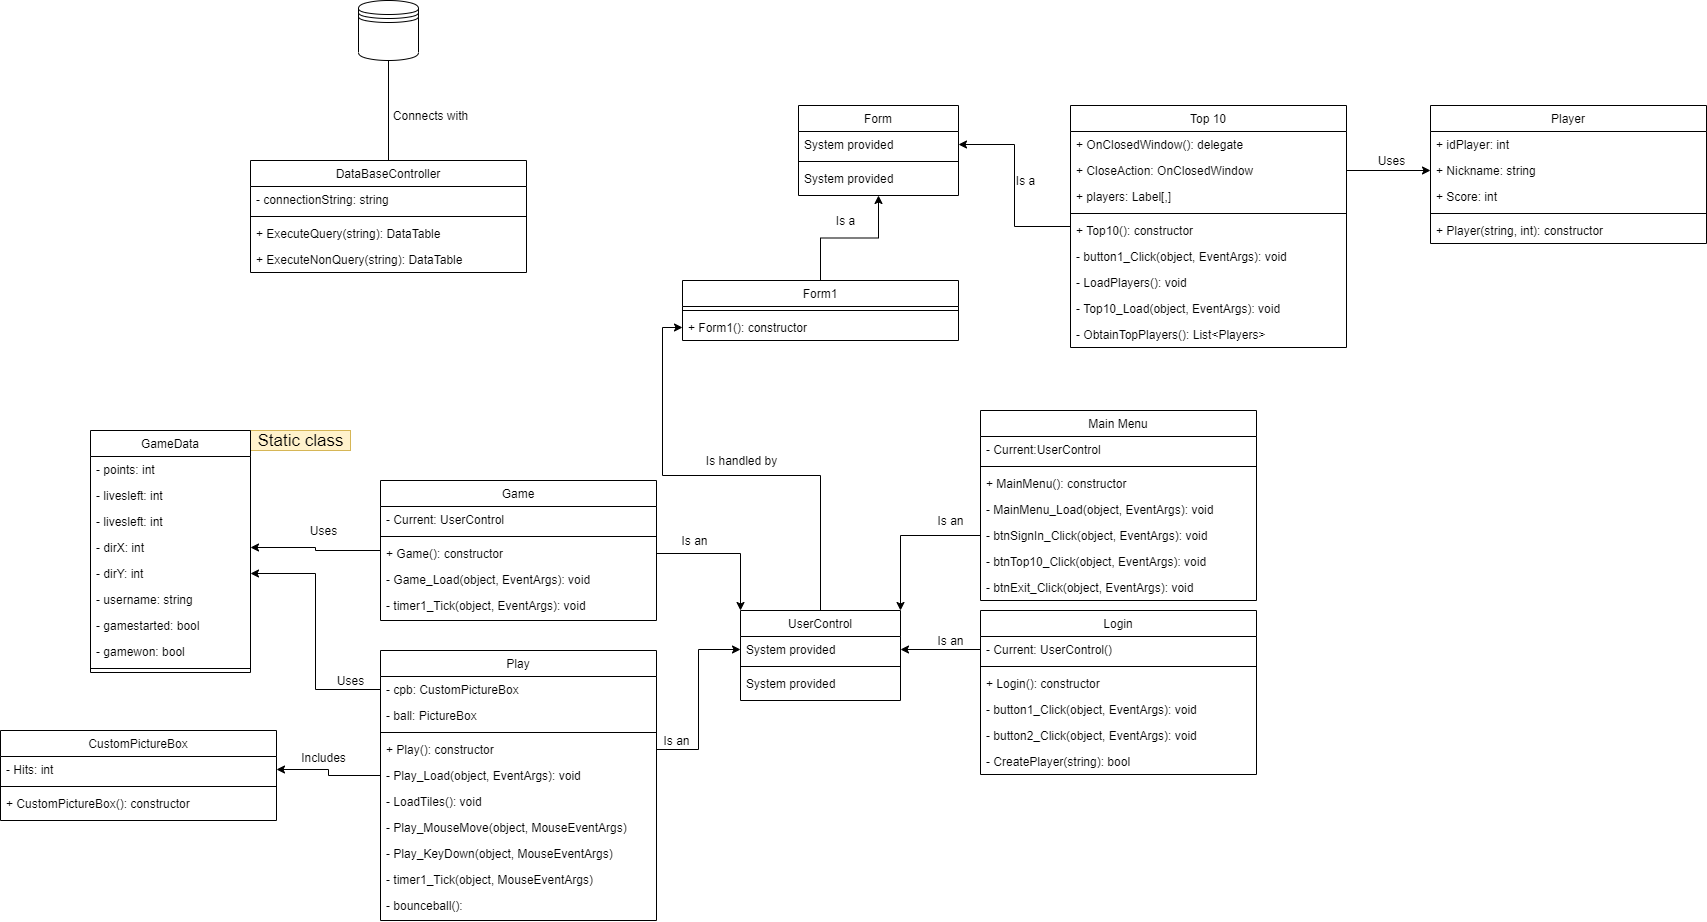 Connects with
DataBaseController
- connectionString: string
+ ExecuteQuery(string): DataTable
+ ExecuteNonQuery(string): DataTable
Form
System provided
System provided
Is a
Is a
Top 10
+ OnClosedWindow(): delegate
+ CloseAction: OnClosedWindow
+ players: Label[,]
+ Top10(): constructor
- button1_Click(object, EventArgs): void
- LoadPlayers(): void
- Top10_Load(object, EventArgs): void
- ObtainTopPlayers(): List<Players>
Uses
Player
+ idPlayer: int
+ Nickname: string
+ Score: int
+ Player(string, int): constructor
Form1
+ Form1(): constructor
Is handled by
GameData
Static class
- points: int
- livesleft: int
- livesleft: int
- dirX: int
- dirY: int
- username: string
- gamestarted: bool
- gamewon: bool
Uses
Uses
Game
- Current: UserControl
+ Game(): constructor
- Game_Load(object, EventArgs): void
- timer1_Tick(object, EventArgs): void
Is an
Main Menu
- Current:UserControl
+ MainMenu(): constructor
- MainMenu_Load(object, EventArgs): void
- btnSignIn_Click(object, EventArgs): void
- btnTop10_Click(object, EventArgs): void
- btnExit_Click(object, EventArgs): void
Is an
UserControl
System provided
System provided
Is an
Login
- Current: UserControl()
+ Login(): constructor
- button1_Click(object, EventArgs): void
- button2_Click(object, EventArgs): void
- CreatePlayer(string): bool
Play
- cpb: CustomPictureBox
- ball: PictureBox
+ Play(): constructor
- Play_Load(object, EventArgs): void
- LoadTiles(): void
- Play_MouseMove(object, MouseEventArgs)
- Play_KeyDown(object, MouseEventArgs)
- timer1_Tick(object, MouseEventArgs)
- bounceball():
Is an
Includes
CustomPictureBox
- Hits: int
+ CustomPictureBox(): constructor